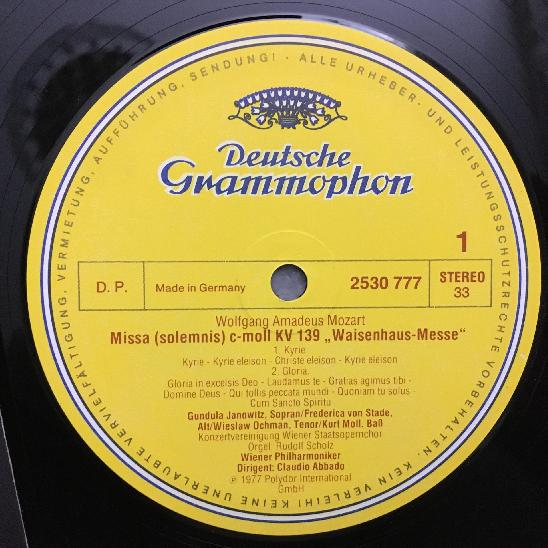 ALLE URHEBER- UND LEISTUNGSSCHUTZRECHTE VORBEHALTEN. KEIN VERLEIH! KEINE UNERLAUBTE VERVIELFÄLTIGUNG, VERMIETUNG, AUFFÜHRUNG, SENDUNG! ·
Deutsche
Grammophon
1
D. P.
Made in Germany
2530 777
STEREO
33
Wolfgang Amadeus Mozart
Missa (solemnis) c-moll KV 139 „Waisenhaus-Messe“
1. Kyrie
Kyrie - Kyrie eleison - Christe eleison - Kyrie eleison
2. Gloria
Gloria in excelsis Deo - Laudamus te - Gratias agimus tibi -
Domine Deus - Qui tollis peccata mundi - Quoniam tu solus -
Cum Sancto Spiritu
Gundula Janowitz, Sopran/Frederica von Stade,
Alt/Wieslaw Ochman, Tenor/Kurt Moll, Baß
Konzertvereinigung Wiener Staatsopernchor
Orgel: Rudolf Scholz
Wiener Philharmoniker
Dirigent: Claudio Abbado
℗ 1977 Polydor International
GmbH